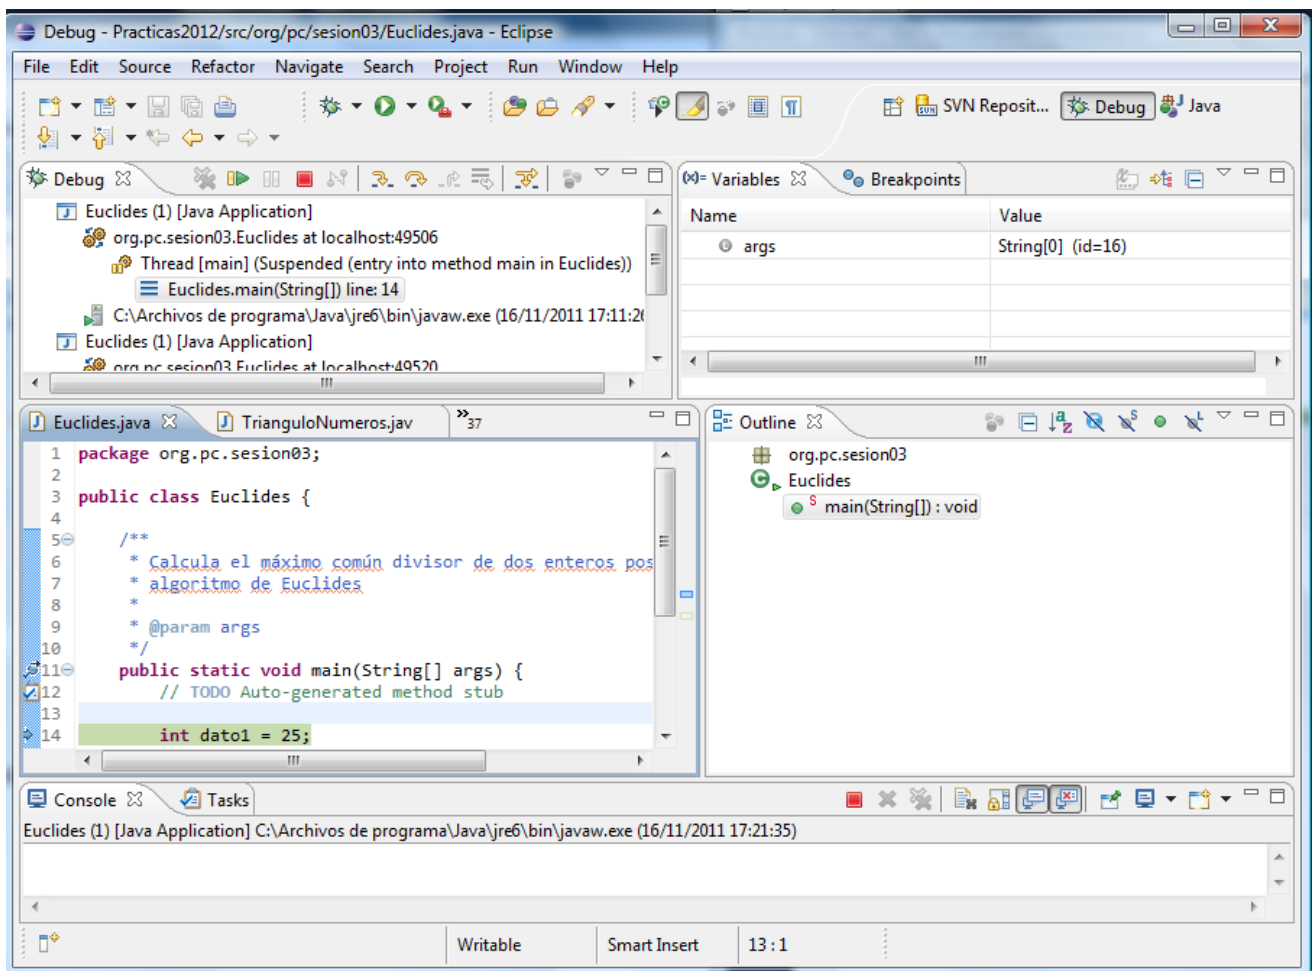 Debug - Practicas2012/src/org/pc/sesion03/Euclides.java - Eclipse
File Edit Source Refactor Navigate Search Project Run Window Help
SVN Reposit... Debug Java
Debug
Euclides (1) [Java Application]
org.pc.sesion03.Euclides at localhost:49506
Thread [main] (Suspended (entry into method main in Euclides))
Euclides.main(String[]) line: 14
C:\Archivos de programa\Java\jre6\bin\javaw.exe (16/11/2011 17:11:26
Euclides (1) [Java Application]
org.pc.sesion03.Euclides at localhost:49520
(x)= Variables Breakpoints
Name Value
args String[0] (id=16)
Euclides.java TrianguloNumeros.jav »37
1 package org.pc.sesion03;
2
3 public class Euclides {
4
5 /**
6 * Calcula el máximo común divisor de dos enteros pos
7 * algoritmo de Euclides
8 *
9 * @param args
10 */
11 public static void main(String[] args) {
12 // TODO Auto-generated method stub
13
14 int dato1 = 25;
Outline
org.pc.sesion03
Euclides
main(String[]) : void
Console Tasks
Euclides (1) [Java Application] C:\Archivos de programa\Java\jre6\bin\javaw.exe (16/11/2011 17:21:35)
Writable Smart Insert 13:1